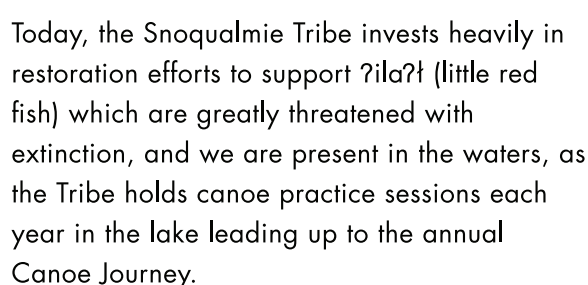 Today, the Snoqualmie Tribe invests heavily in
restoration efforts to support ʔilaʔɬ (little red
fish) which are greatly threatened with
extinction, and we are present in the waters, as
the Tribe holds canoe practice sessions each
year in the lake leading up to the annual
Canoe Journey.